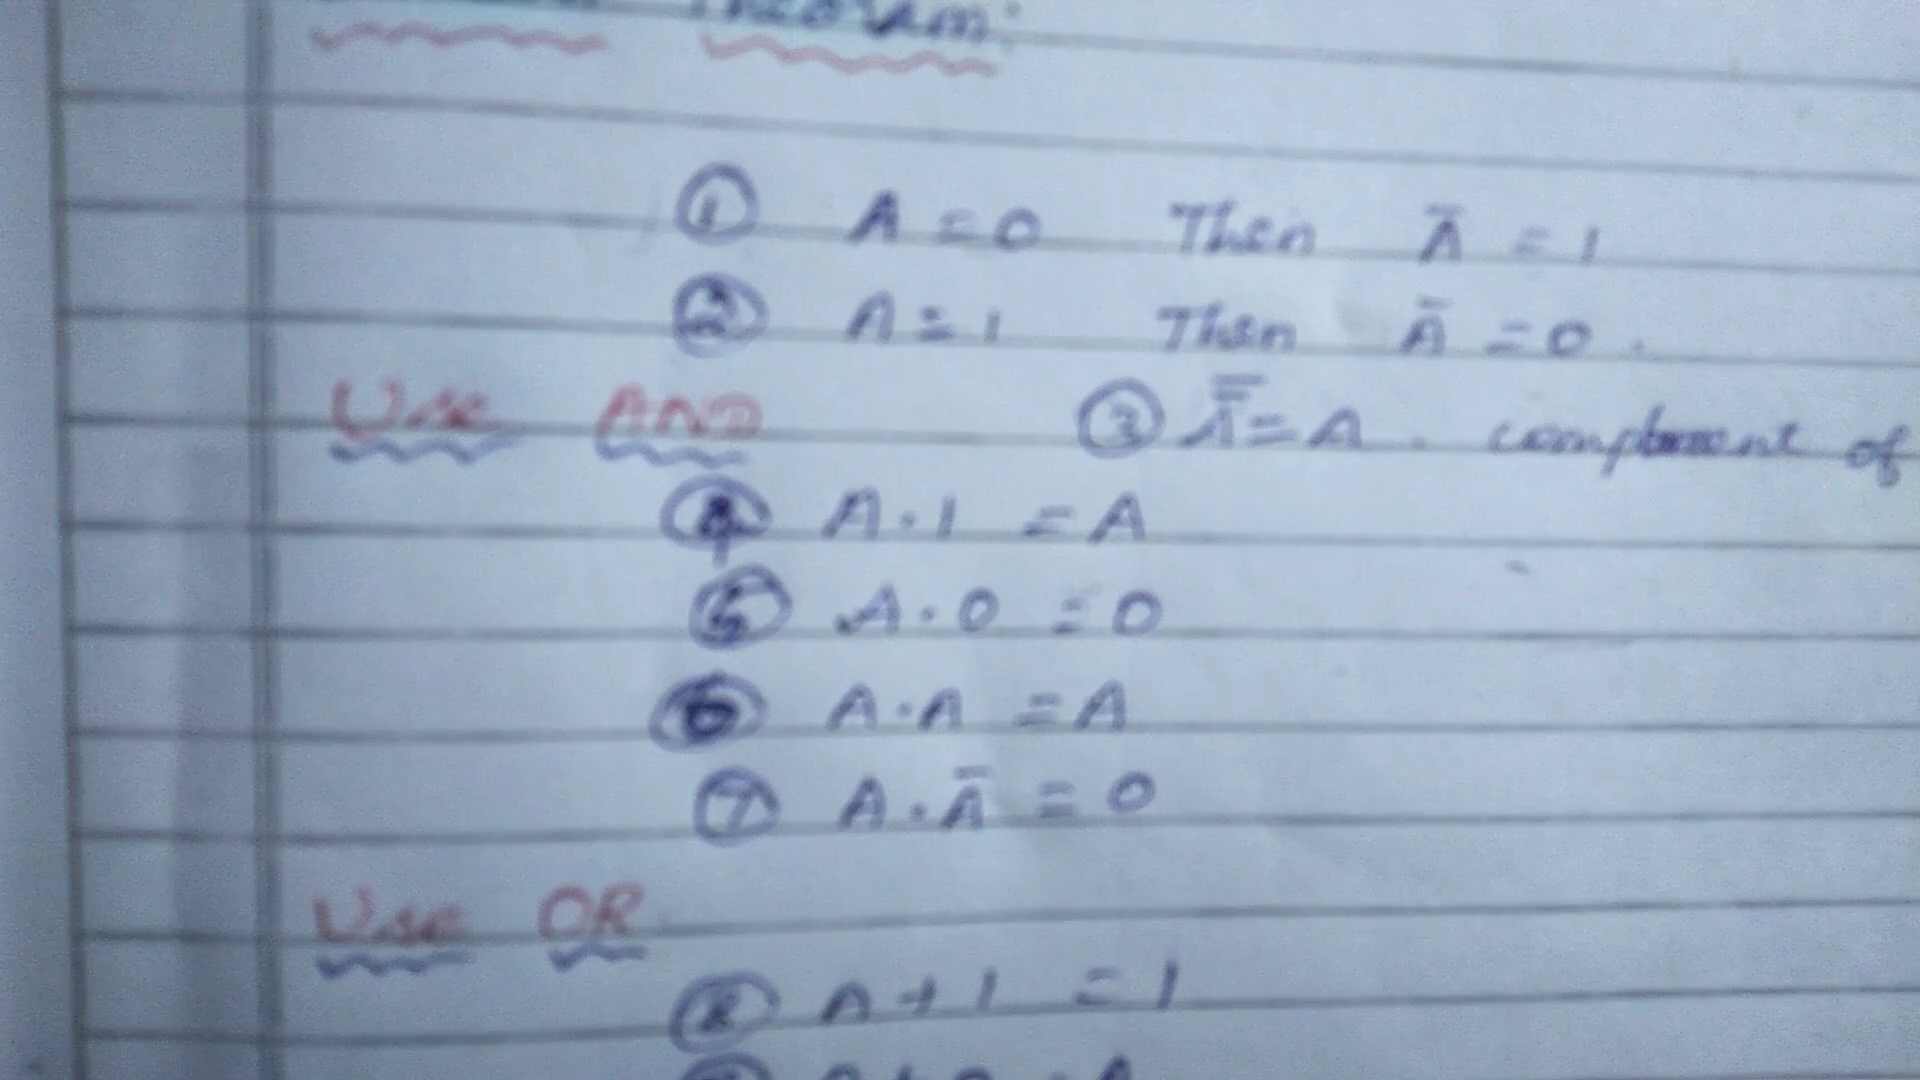 Theoram:
① A = 0 Then A̅ = 1
② A = 1 Then A̅ = 0.
Use AND ③ A̿ = A. complement of
④ A · 1 = A
⑤ A · 0 = 0
⑥ A · A = A
⑦ A · A̅ = 0
Use OR
⑧ A + 1 = 1